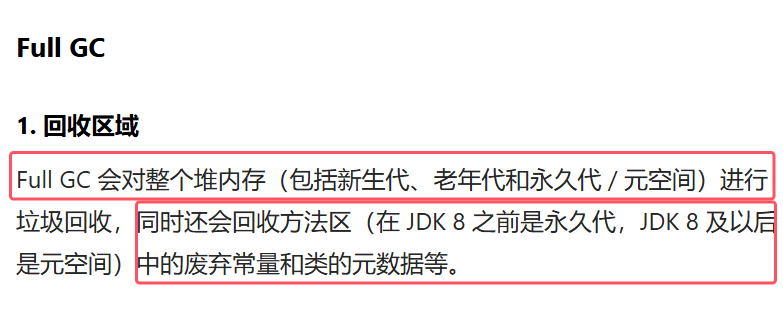 Full GC
1. 回收区域
Full GC 会对整个堆内存（包括新生代、老年代和永久代 / 元空间）进行
垃圾回收，同时还会回收方法区（在 JDK 8 之前是永久代，JDK 8 及以后
是元空间）中的废弃常量和类的元数据等。